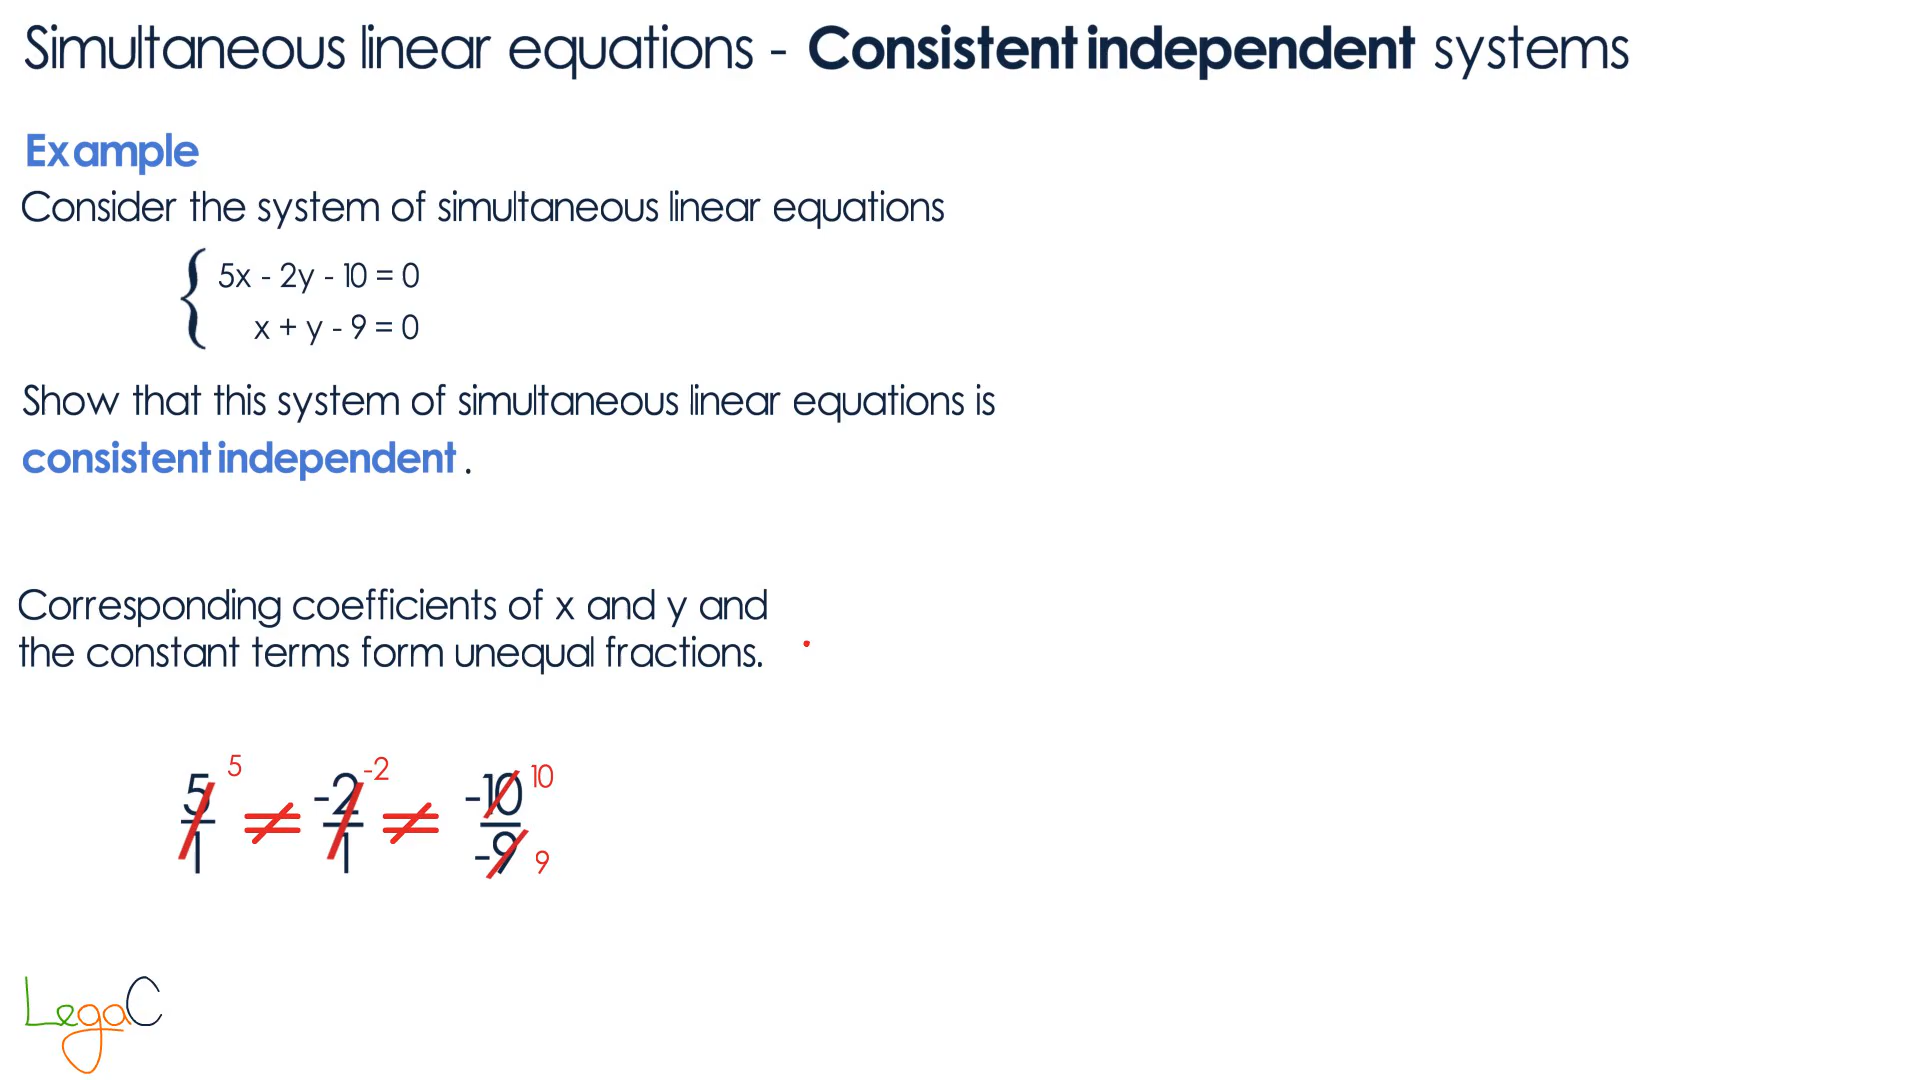 Simultaneous linear equations - Consistent independent systems
Example
Consider the system of simultaneous linear equations
5x - 2y - 10 = 0
x + y - 9 = 0
Show that this system of simultaneous linear equations is
consistent independent .
Corresponding coefficients of x and y and
the constant terms form unequal fractions.
5 -2 10
5 ≠ -2 ≠ -10
1 1 -9 9
LegaC